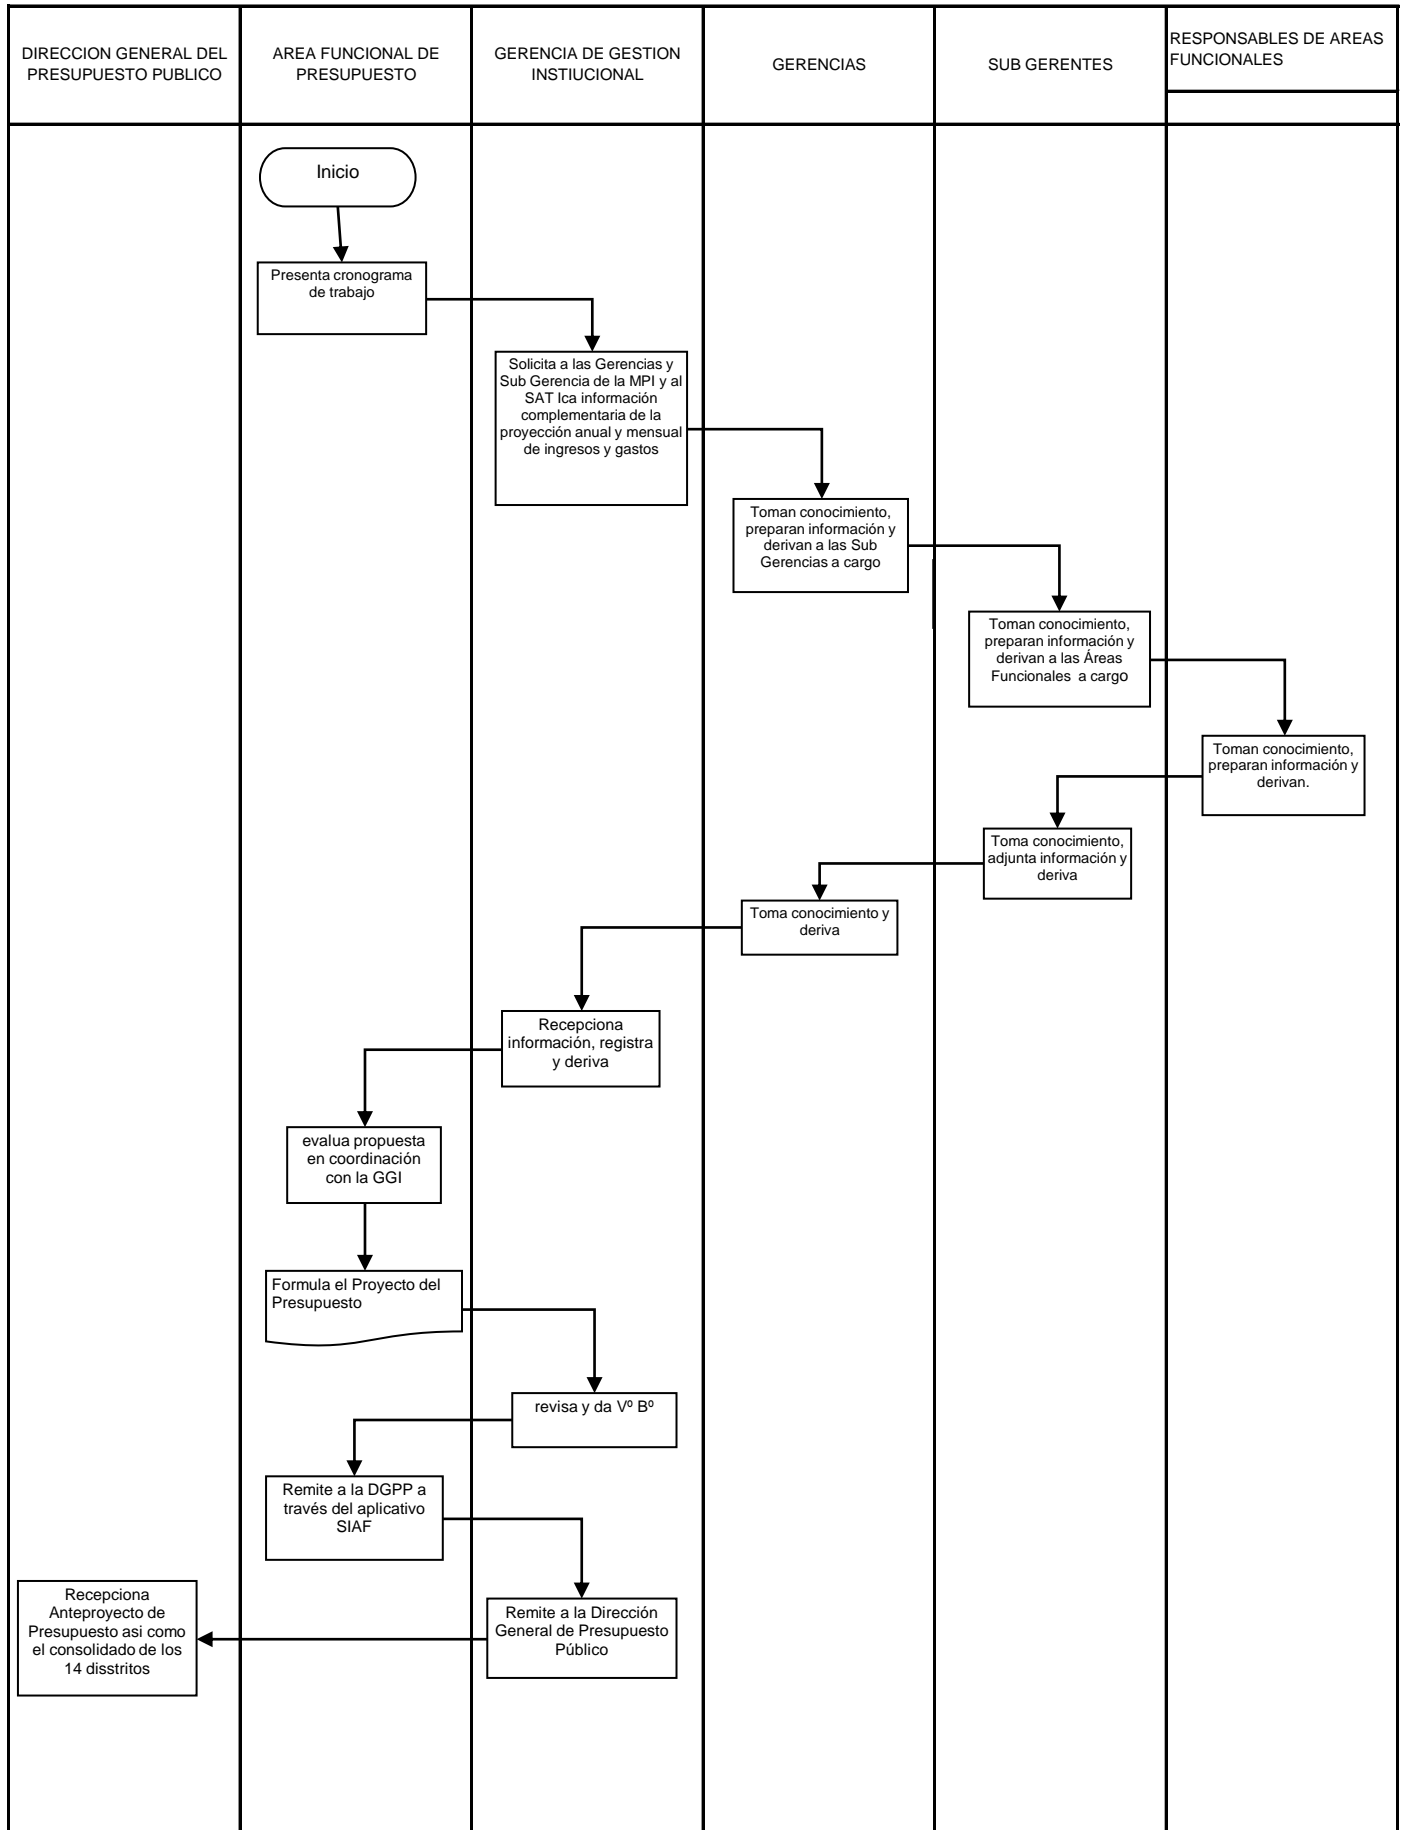 DIRECCION GENERAL DEL
PRESUPUESTO PUBLICO
AREA FUNCIONAL DE
PRESUPUESTO
GERENCIA DE GESTION
INSTIUCIONAL
GERENCIAS
SUB GERENTES
RESPONSABLES DE AREAS
FUNCIONALES
Inicio
Presenta cronograma
de trabajo
Solicita a las Gerencias y
Sub Gerencia de la MPI y al
SAT Ica información
complementaria de la
proyección anual y mensual
de ingresos y gastos
Toman conocimiento,
preparan información y
derivan a las Sub
Gerencias a cargo
Toman conocimiento,
preparan información y
derivan a las Áreas
Funcionales a cargo
Toman conocimiento,
preparan información y
derivan.
Toma conocimiento,
adjunta información y
deriva
Toma conocimiento y
deriva
Recepciona
información, registra
y deriva
evalua propuesta
en coordinación
con la GGI
Formula el Proyecto del
Presupuesto
revisa y da Vº Bº
Remite a la DGPP a
través del aplicativo
SIAF
Remite a la Dirección
General de Presupuesto
Público
Recepciona
Anteproyecto de
Presupuesto asi como
el consolidado de los
14 disstritos